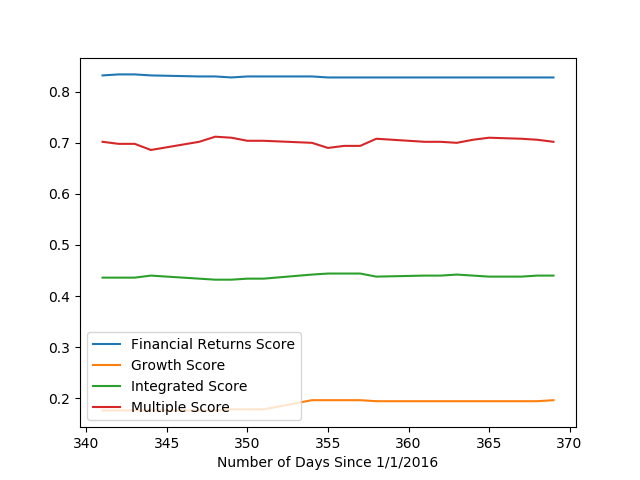 0.8
0.7
0.6
0.5
0.4
0.3
0.2
Financial Returns Score
Growth Score
Integrated Score
Multiple Score
340 345 350 355 360 365 370
Number of Days Since 1/1/2016